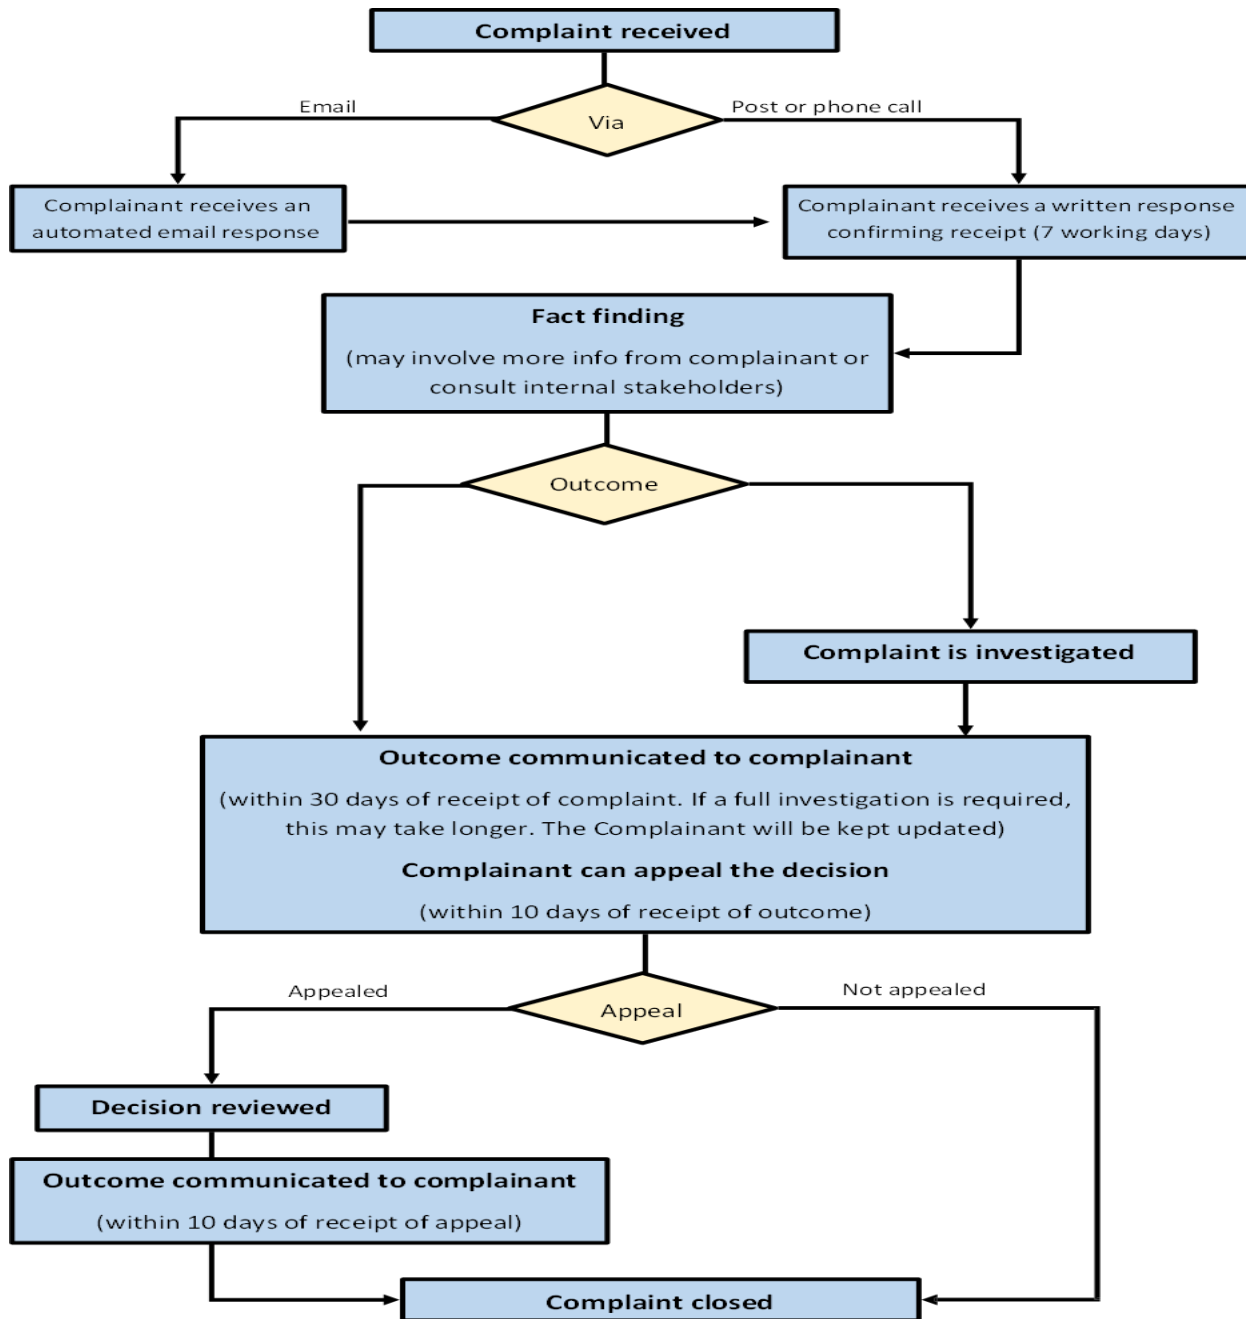 Complaint received
Via
Email
Post or phone call
Complainant receives an
automated email response
Complainant receives a written response
confirming receipt (7 working days)
Fact finding
(may involve more info from complainant or
consult internal stakeholders)
Outcome
Complaint is investigated
Outcome communicated to complainant
(within 30 days of receipt of complaint. If a full investigation is required,
this may take longer. The Complainant will be kept updated)
Complainant can appeal the decision
(within 10 days of receipt of outcome)
Appeal
Appealed
Not appealed
Decision reviewed
Outcome communicated to complainant
(within 10 days of receipt of appeal)
Complaint closed